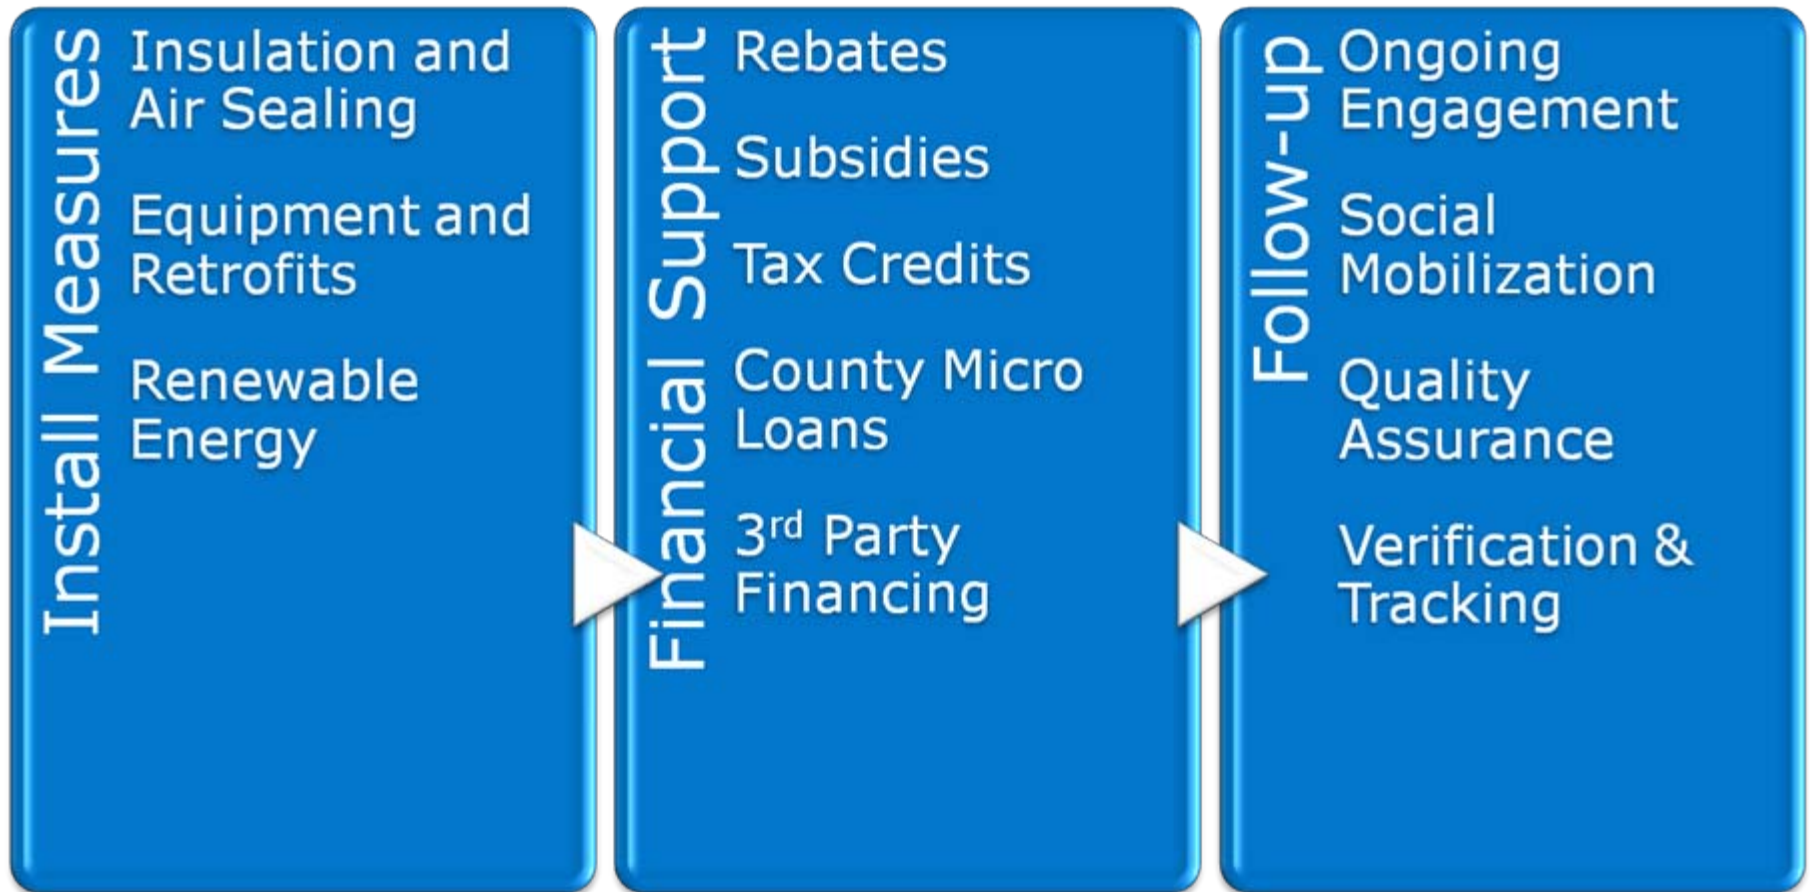 Install Measures
Insulation and
Air Sealing
Equipment and
Retrofits
Renewable
Energy
Financial Support
Rebates
Subsidies
Tax Credits
County Micro
Loans
3rd Party
Financing
Follow-up
Ongoing
Engagement
Social
Mobilization
Quality
Assurance
Verification &
Tracking